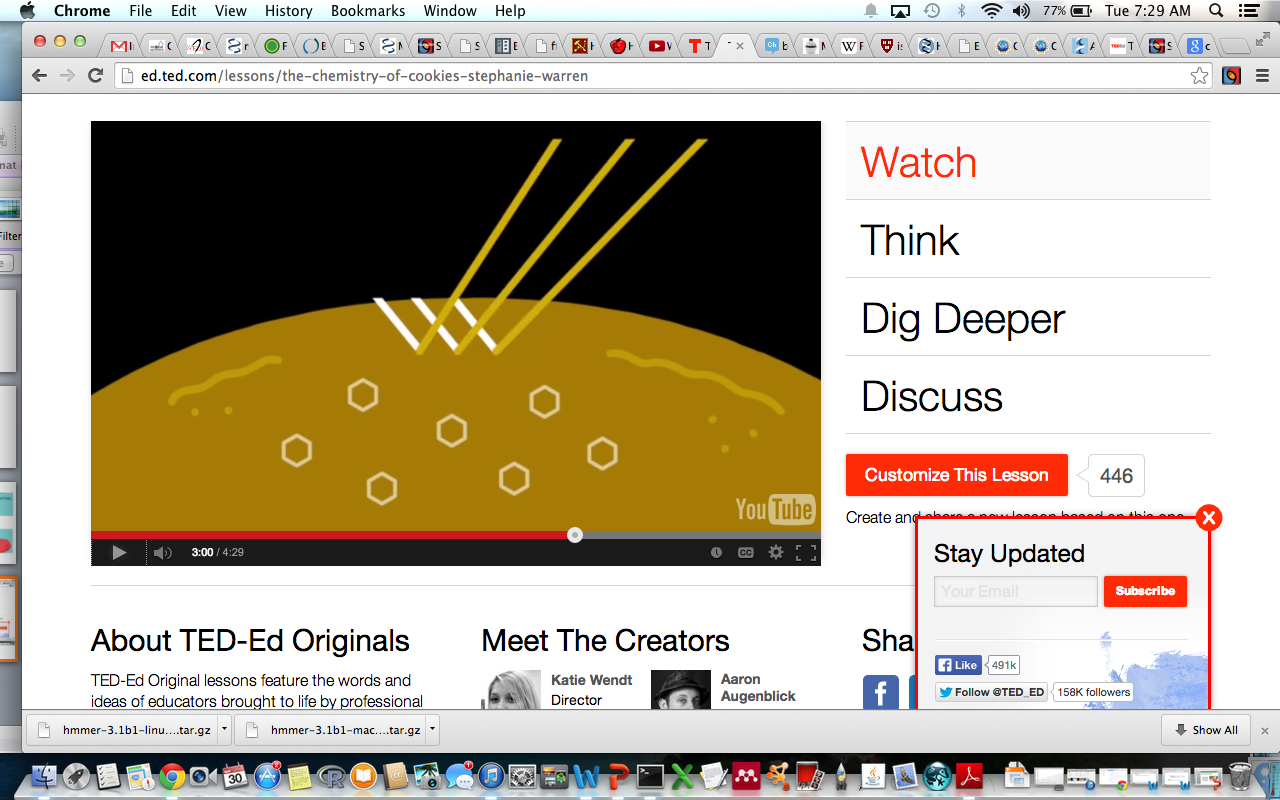 Chrome File Edit View History Bookmarks Window Help 77% Tue 7:29 AM
ed.ted.com/lessons/the-chemistry-of-cookies-stephanie-warren
Watch
Think
Dig Deeper
Discuss
YouTube
3:00 / 4:29 CC
Customize This Lesson 446
Create and share a new lesson based on this one.
Stay Updated
Your Email Subscribe
Like 491k
Follow @TED_ED 158K followers
About TED-Ed Originals
TED-Ed Original lessons feature the words and
ideas of educators brought to life by professional
Meet The Creators
Katie Wendt
Director
Aaron
Augenblick
Sha
hmmer-3.1b1-linu....tar.gz hmmer-3.1b1-mac....tar.gz Show All